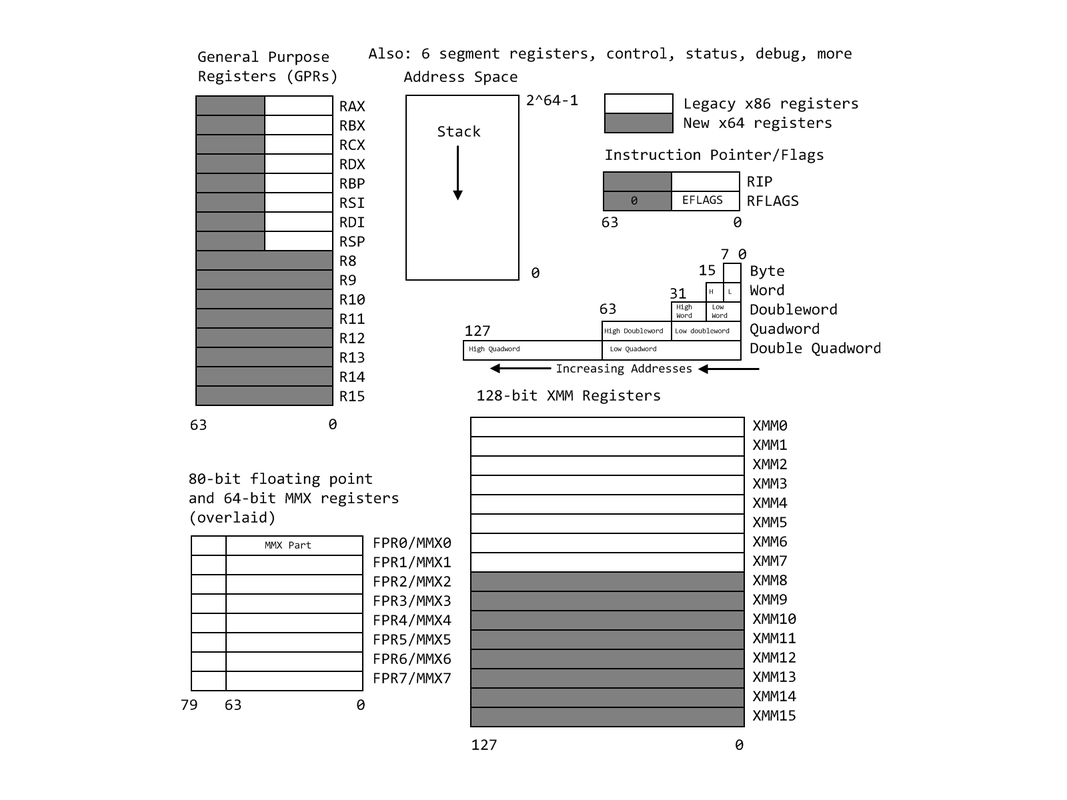 General Purpose
Registers (GPRs)
RAX
RBX
RCX
RDX
RBP
RSI
RDI
RSP
R8
R9
R10
R11
R12
R13
R14
R15
63 0
Also: 6 segment registers, control, status, debug, more
Address Space
2^64-1
Stack
0
Legacy x86 registers
New x64 registers
Instruction Pointer/Flags
RIP
0 EFLAGS RFLAGS
63 0
7 0
Byte
15
H L Word
31
High Word Low Word Doubleword
63
High Doubleword Low doubleword Quadword
127
High Quadword Low Quadword Double Quadword
Increasing Addresses
80-bit floating point
and 64-bit MMX registers
(overlaid)
MMX Part FPR0/MMX0
FPR1/MMX1
FPR2/MMX2
FPR3/MMX3
FPR4/MMX4
FPR5/MMX5
FPR6/MMX6
FPR7/MMX7
79 63 0
128-bit XMM Registers
XMM0
XMM1
XMM2
XMM3
XMM4
XMM5
XMM6
XMM7
XMM8
XMM9
XMM10
XMM11
XMM12
XMM13
XMM14
XMM15
127 0